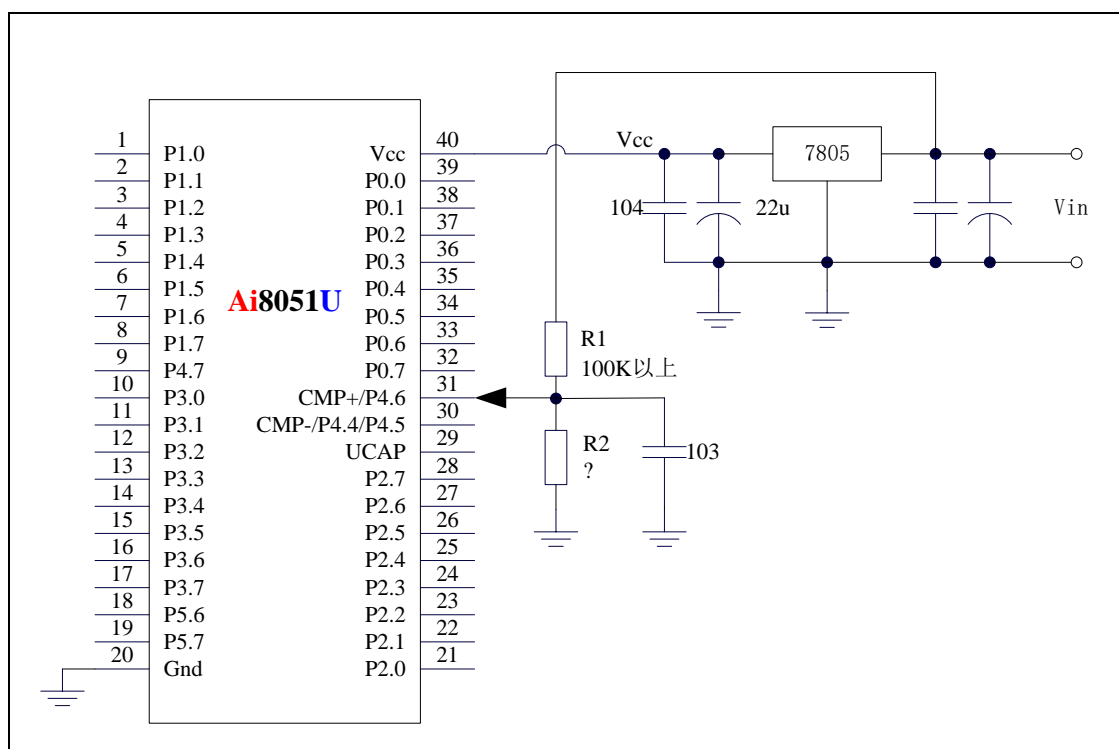 1 P1.0
2 P1.1
3 P1.2
4 P1.3
5 P1.4
6 P1.5
7 P1.6
8 P1.7
9 P4.7
10 P3.0
11 P3.1
12 P3.2
13 P3.3
14 P3.4
15 P3.5
16 P3.6
17 P3.7
18 P5.6
19 P5.7
20 Gnd
Ai8051U
Vcc 40
P0.0 39
P0.1 38
P0.2 37
P0.3 36
P0.4 35
P0.5 34
P0.6 33
P0.7 32
CMP+/P4.6 31
CMP-/P4.4/P4.5 30
UCAP 29
P2.7 28
P2.6 27
P2.5 26
P2.4 25
P2.3 24
P2.2 23
P2.1 22
P2.0 21
Vcc
7805
104
22u
Vin
R1
100K以上
R2
?
103